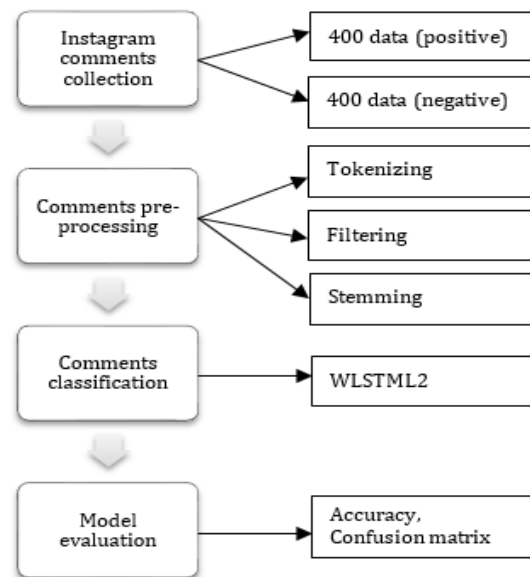 Instagram
comments
collection
400 data (positive)
400 data (negative)
Comments pre-
processing
Tokenizing
Filtering
Stemming
Comments
classification
WLSTML2
Model
evaluation
Accuracy,
Confusion matrix